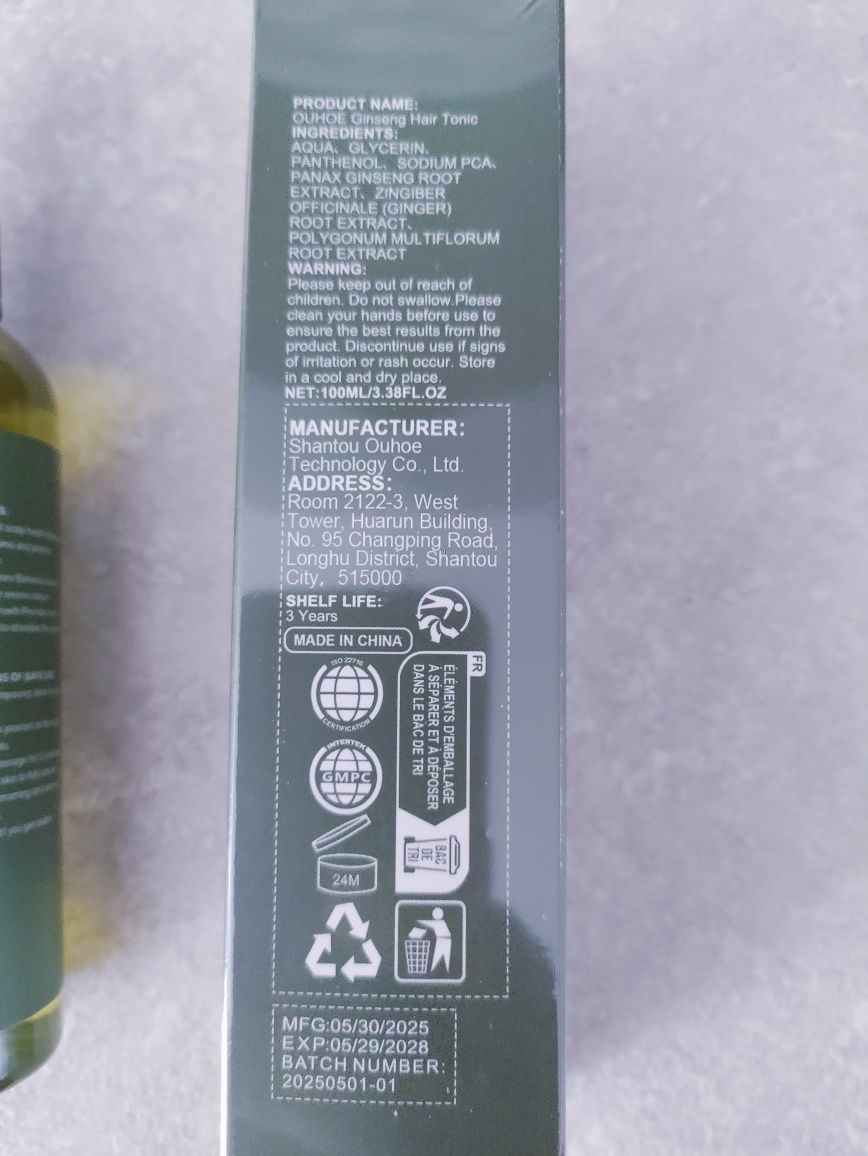 PRODUCT NAME:
OUHOE Ginseng Hair Tonic
INGREDIENTS:
AQUA、GLYCERIN、
PANTHENOL、SODIUM PCA、
PANAX GINSENG ROOT
EXTRACT、ZINGIBER
OFFICINALE (GINGER)
ROOT EXTRACT、
POLYGONUM MULTIFLORUM
ROOT EXTRACT
WARNING:
Please keep out of reach of
children. Do not swallow.Please
clean your hands before use to
ensure the best results from the
product. Discontinue use if signs
of irritation or rash occur. Store
in a cool and dry place.
NET:100ML/3.38FL.OZ
MANUFACTURER:
Shantou Ouhoe
Technology Co., Ltd.
ADDRESS:
Room 2122-3, West
Tower, Huarun Building,
No. 95 Changping Road,
Longhu District, Shantou
City, 515000
SHELF LIFE:
3 Years
MADE IN CHINA
ISO 22716
CERTIFICATION
INTERTEK
GMPC
24M
FR
ÉLÉMENTS D'EMBALLAGE
À SÉPARER ET À DÉPOSER
DANS LE BAC DE TRI
BAC
DE
TRI
MFG:05/30/2025
EXP:05/29/2028
BATCH NUMBER:
20250501-01